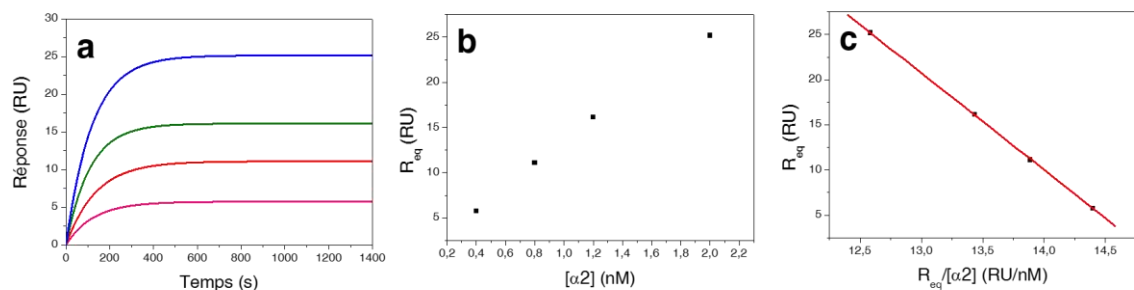 a
Réponse (RU)
30
25
20
15
10
5
0
0 200 400 600 800 1000 1200 1400
Temps (s)
b
R_eq (RU)
25
20
15
10
5
0,2 0,4 0,6 0,8 1,0 1,2 1,4 1,6 1,8 2,0 2,2
[α2] (nM)
c
R_eq (RU)
25
20
15
10
5
12,5 13,0 13,5 14,0 14,5
R_eq/[α2] (RU/nM)